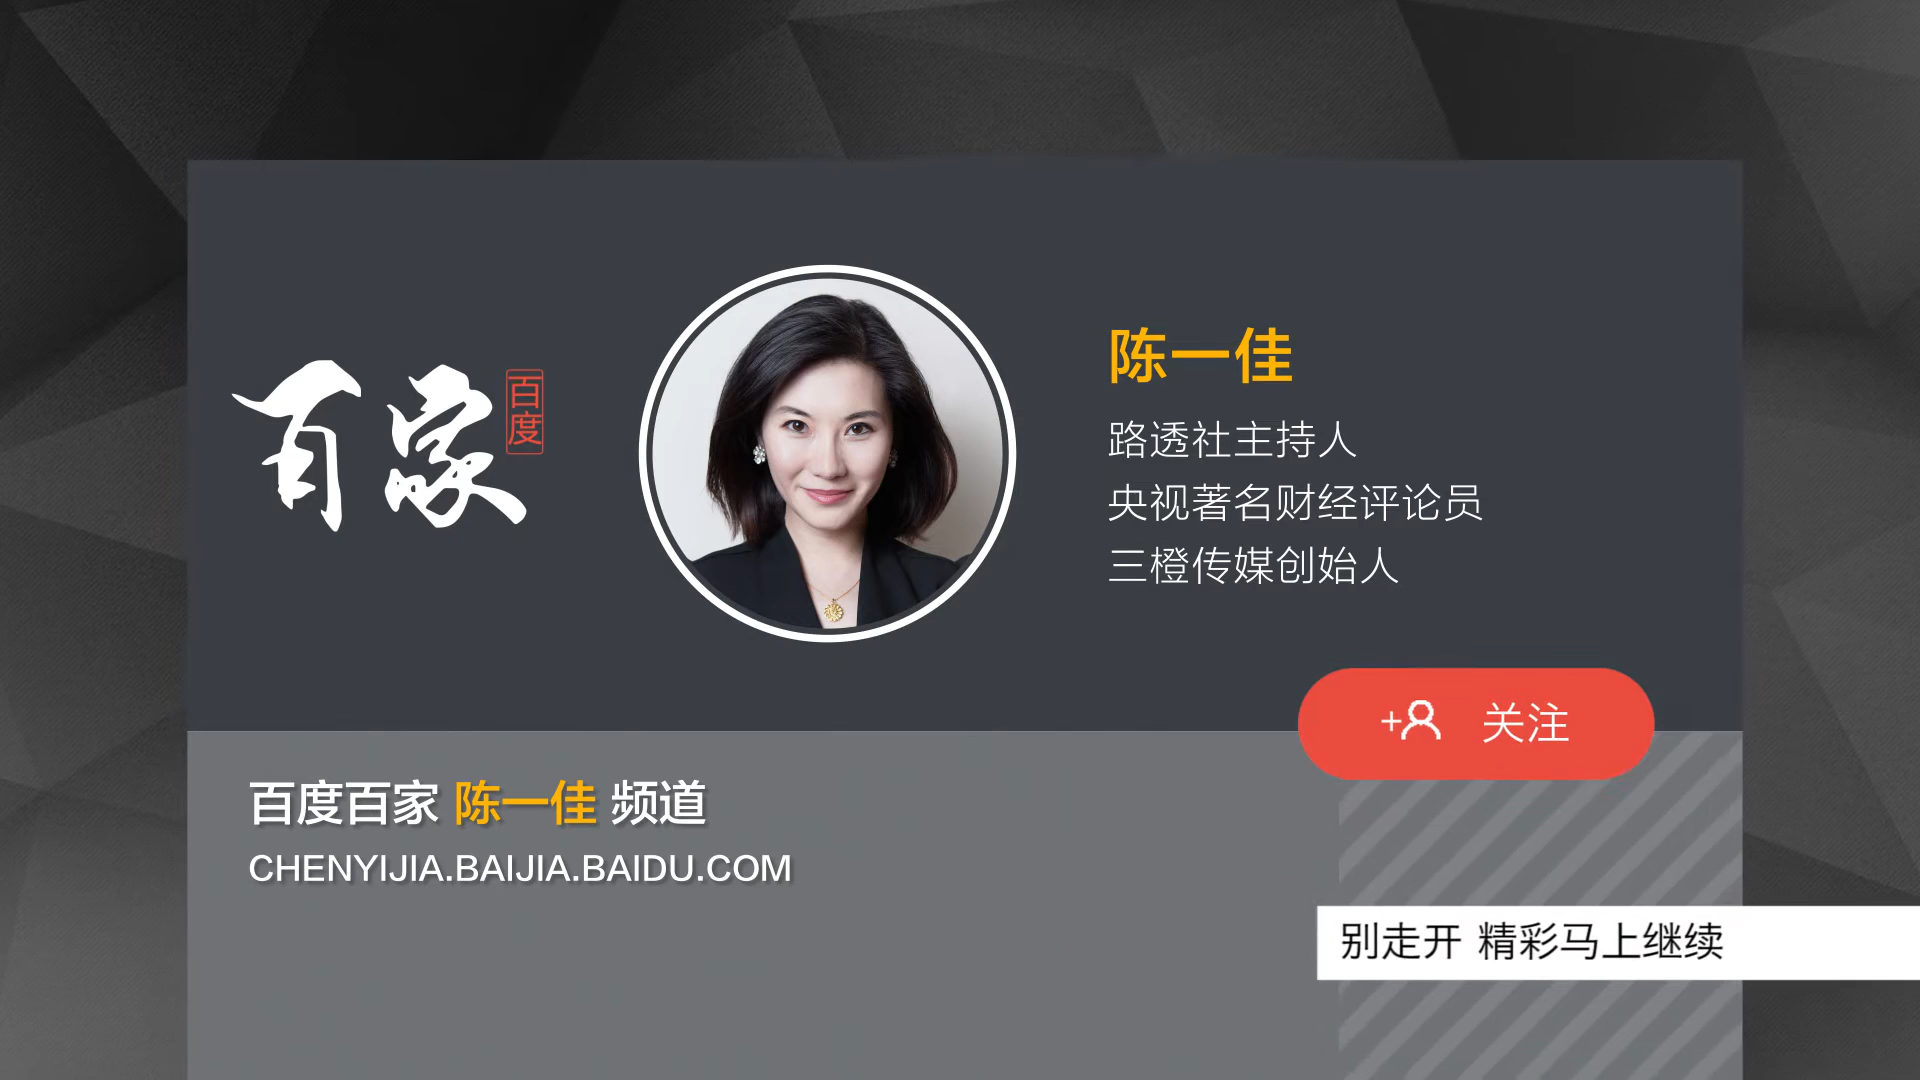 百家
百度
陈一佳
路透社主持人
央视著名财经评论员
三橙传媒创始人
+ 关注
百度百家 陈一佳 频道
CHENYIJIA.BAIJIA.BAIDU.COM
别走开 精彩马上继续